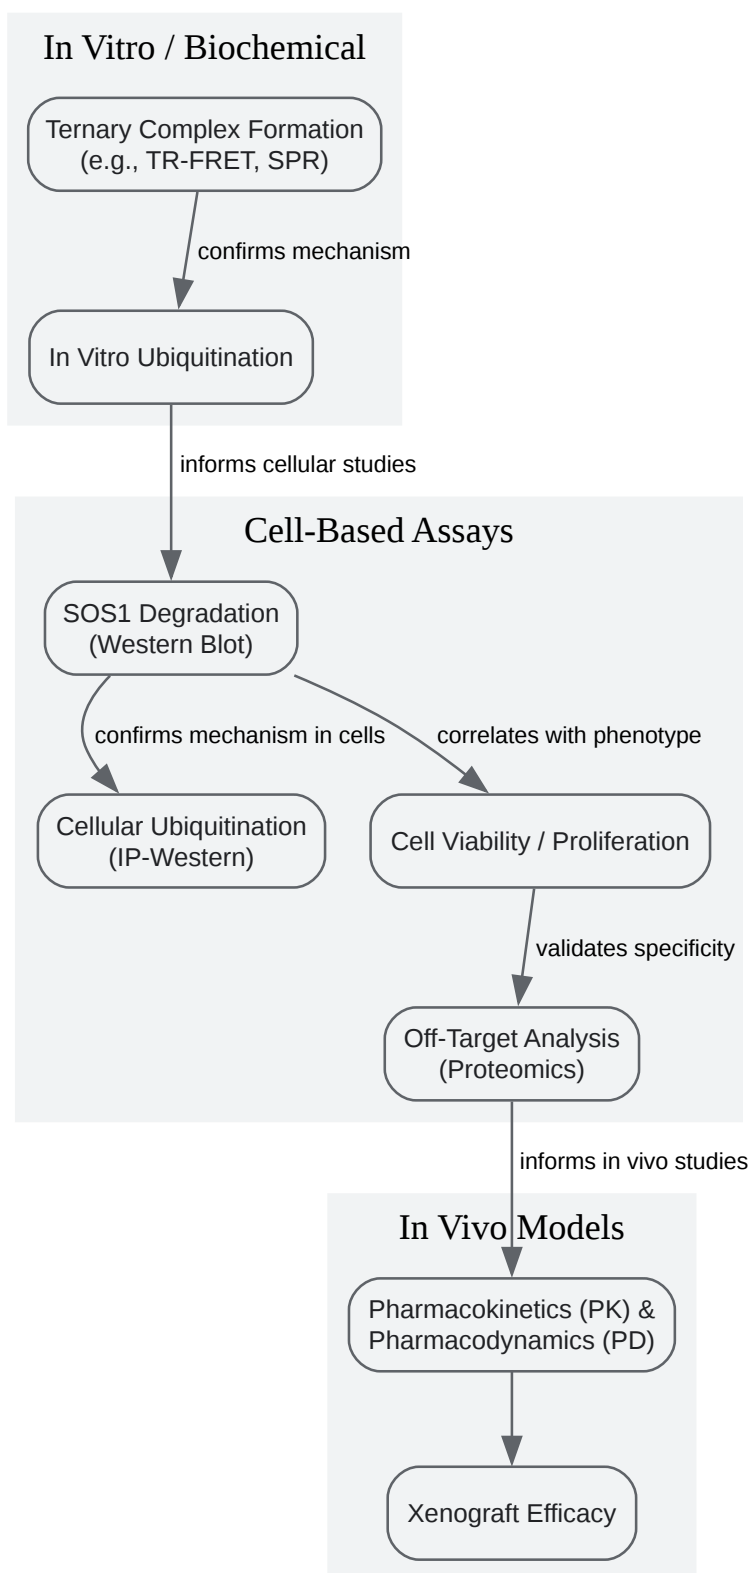 In Vitro / Biochemical
Ternary Complex Formation
(e.g., TR-FRET, SPR)
confirms mechanism
In Vitro Ubiquitination
informs cellular studies
Cell-Based Assays
SOS1 Degradation
(Western Blot)
confirms mechanism in cells
correlates with phenotype
Cellular Ubiquitination
(IP-Western)
Cell Viability / Proliferation
validates specificity
Off-Target Analysis
(Proteomics)
informs in vivo studies
In Vivo Models
Pharmacokinetics (PK) &
Pharmacodynamics (PD)
Xenograft Efficacy